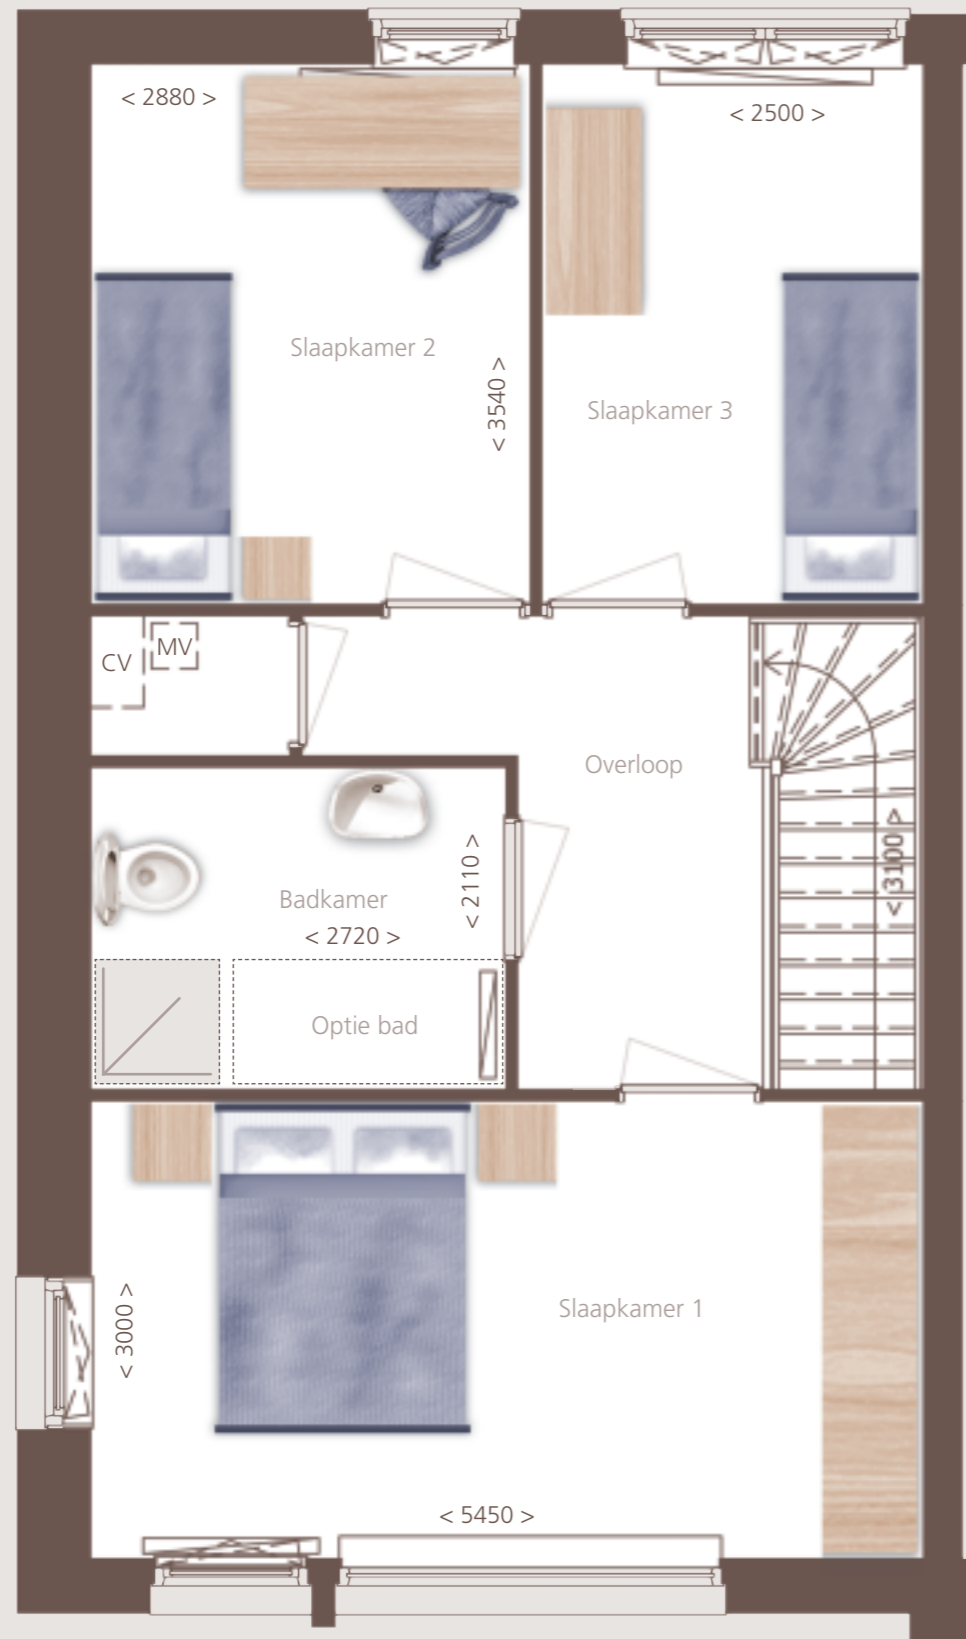 < 2880 >
< 2500 >
Slaapkamer 2
< 3540 >
Slaapkamer 3
CV
MV
Overloop
< 3100 >
< 2110 >
Badkamer
< 2720 >
Optie bad
< 3000 >
Slaapkamer 1
< 5450 >